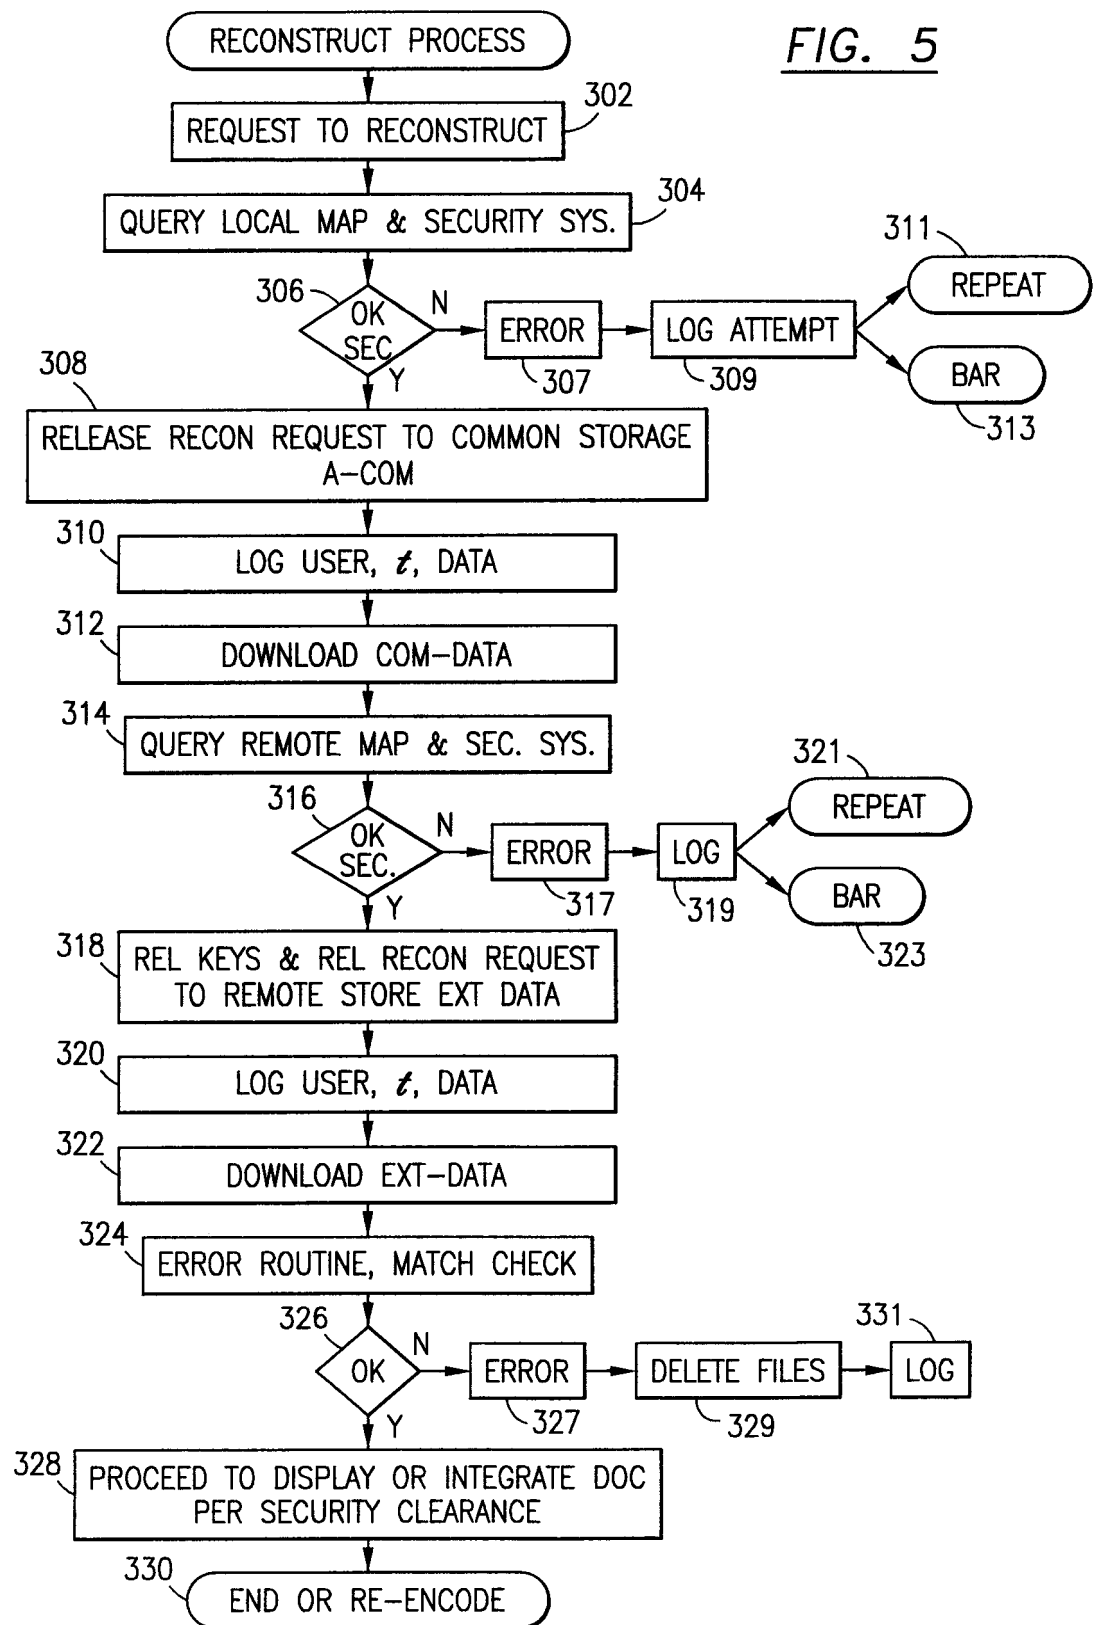 RECONSTRUCT PROCESS
FIG. 5
302
REQUEST TO RECONSTRUCT
304
QUERY LOCAL MAP & SECURITY SYS.
311
REPEAT
306
OK
SEC
N
ERROR
307
LOG ATTEMPT
309
BAR
313
Y
308
RELEASE RECON REQUEST TO COMMON STORAGE
A-COM
310
LOG USER, t, DATA
312
DOWNLOAD COM-DATA
314
QUERY REMOTE MAP & SEC. SYS.
321
REPEAT
316
OK
SEC.
N
ERROR
317
LOG
319
BAR
323
Y
318
REL KEYS & REL RECON REQUEST
TO REMOTE STORE EXT DATA
320
LOG USER, t, DATA
322
DOWNLOAD EXT-DATA
324
ERROR ROUTINE, MATCH CHECK
326
OK
N
ERROR
327
DELETE FILES
329
331
LOG
Y
328
PROCEED TO DISPLAY OR INTEGRATE DOC
PER SECURITY CLEARANCE
330
END OR RE-ENCODE